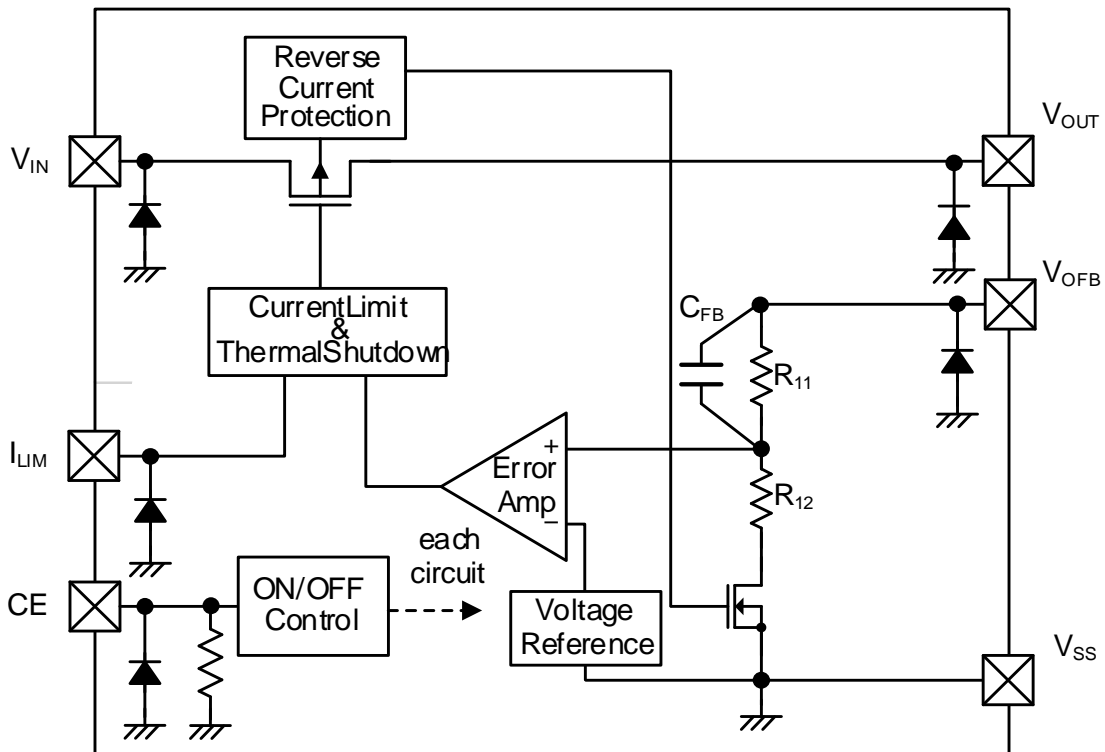 Reverse
Current
Protection
VIN
VOUT
VOFB
CurrentLimit
&
ThermalShutdown
CFB
R11
ILIM
+
Error
Amp
−
R12
each
circuit
CE
ON/OFF
Control
Voltage
Reference
VSS